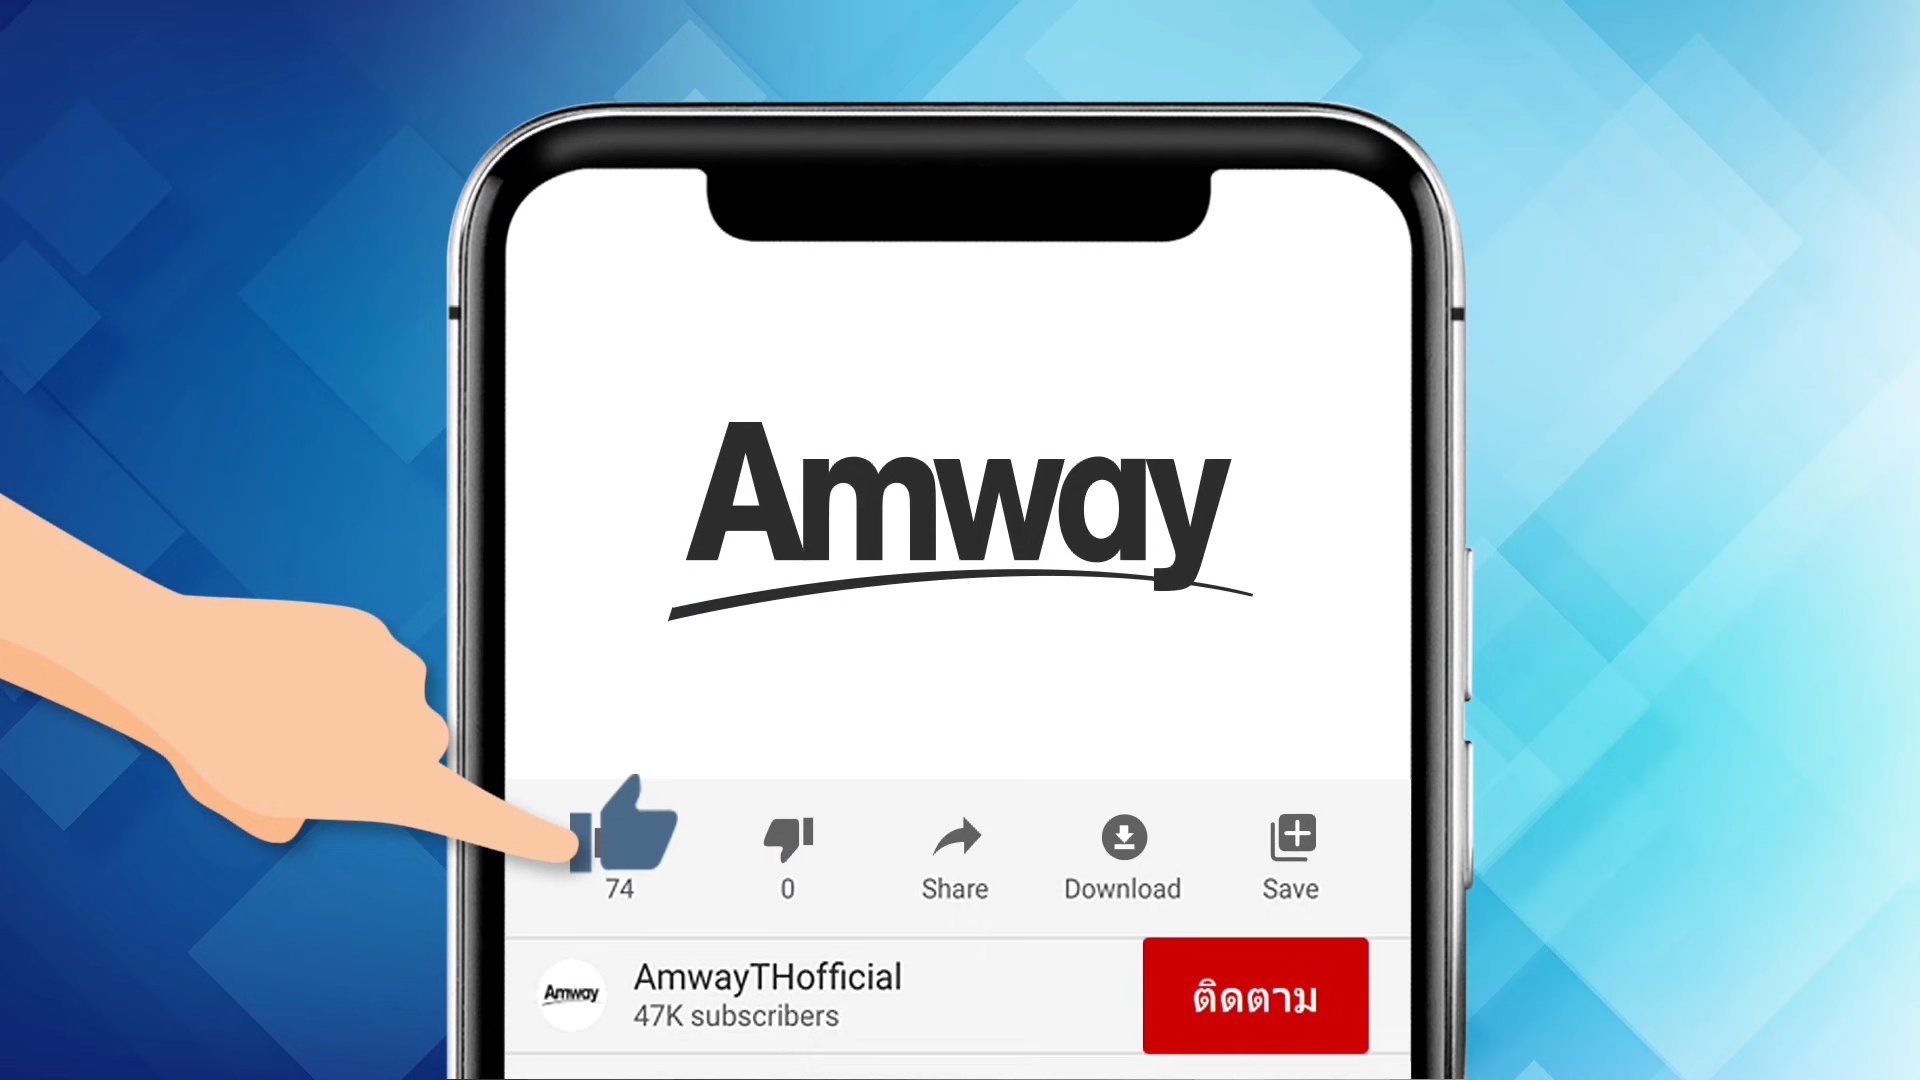 Amway
74
0
Share
Download
Save
Amway
AmwayTHofficial
47K subscribers
ติดตาม